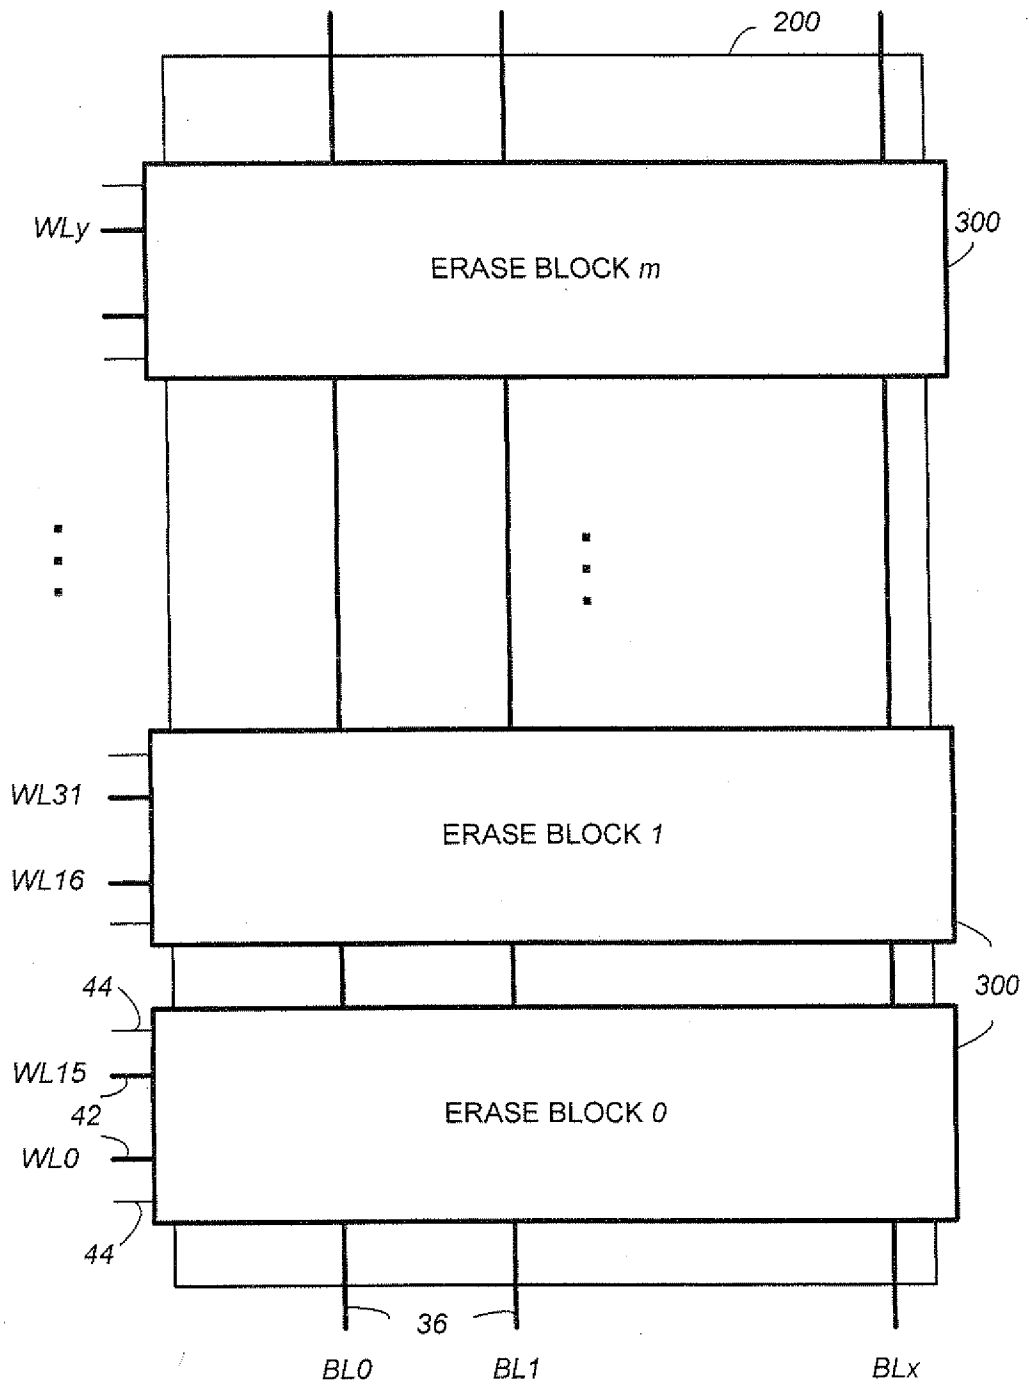 200
WLy
300
ERASE BLOCK m
WL31
ERASE BLOCK 1
WL16
44
300
WL15
42
ERASE BLOCK 0
WL0
44
36
BL0 BL1 BLx